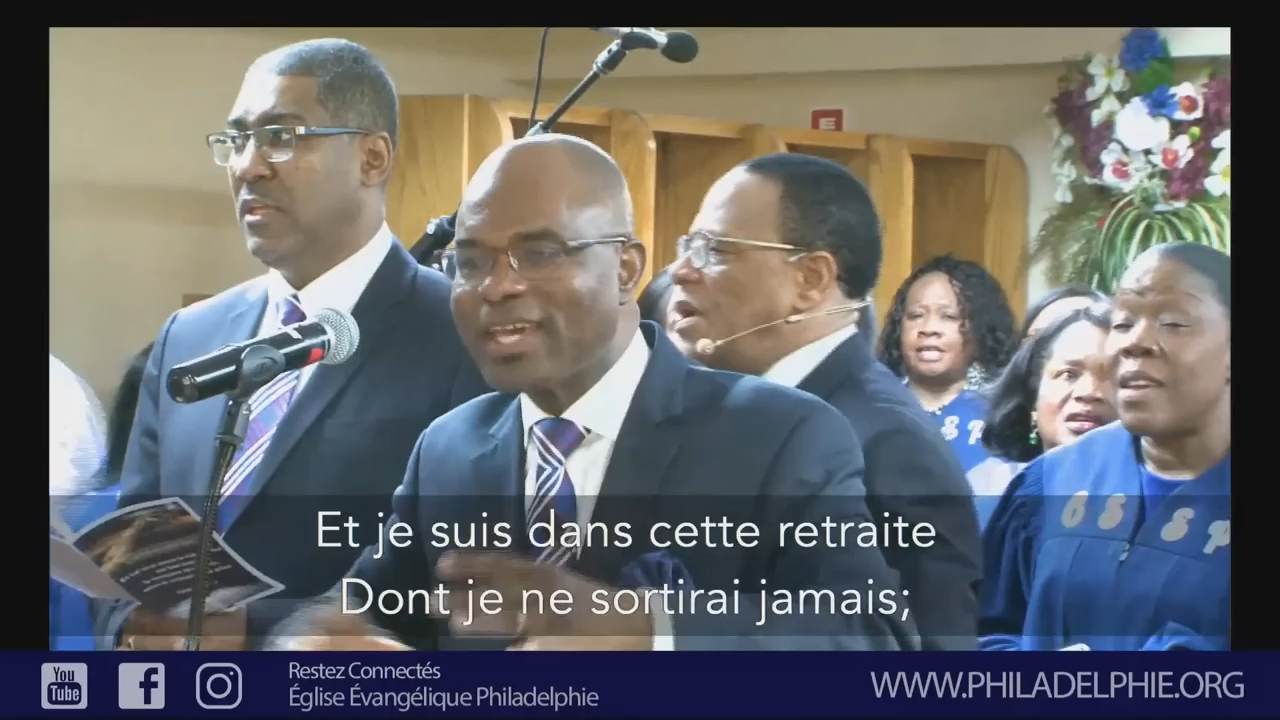 E
S P
G S S P
Et je suis dans cette retraite
Dont je ne sortirai jamais;
You
Tube
f
Restez Connectés
Église Évangélique Philadelphie
WWW.PHILADELPHIE.ORG